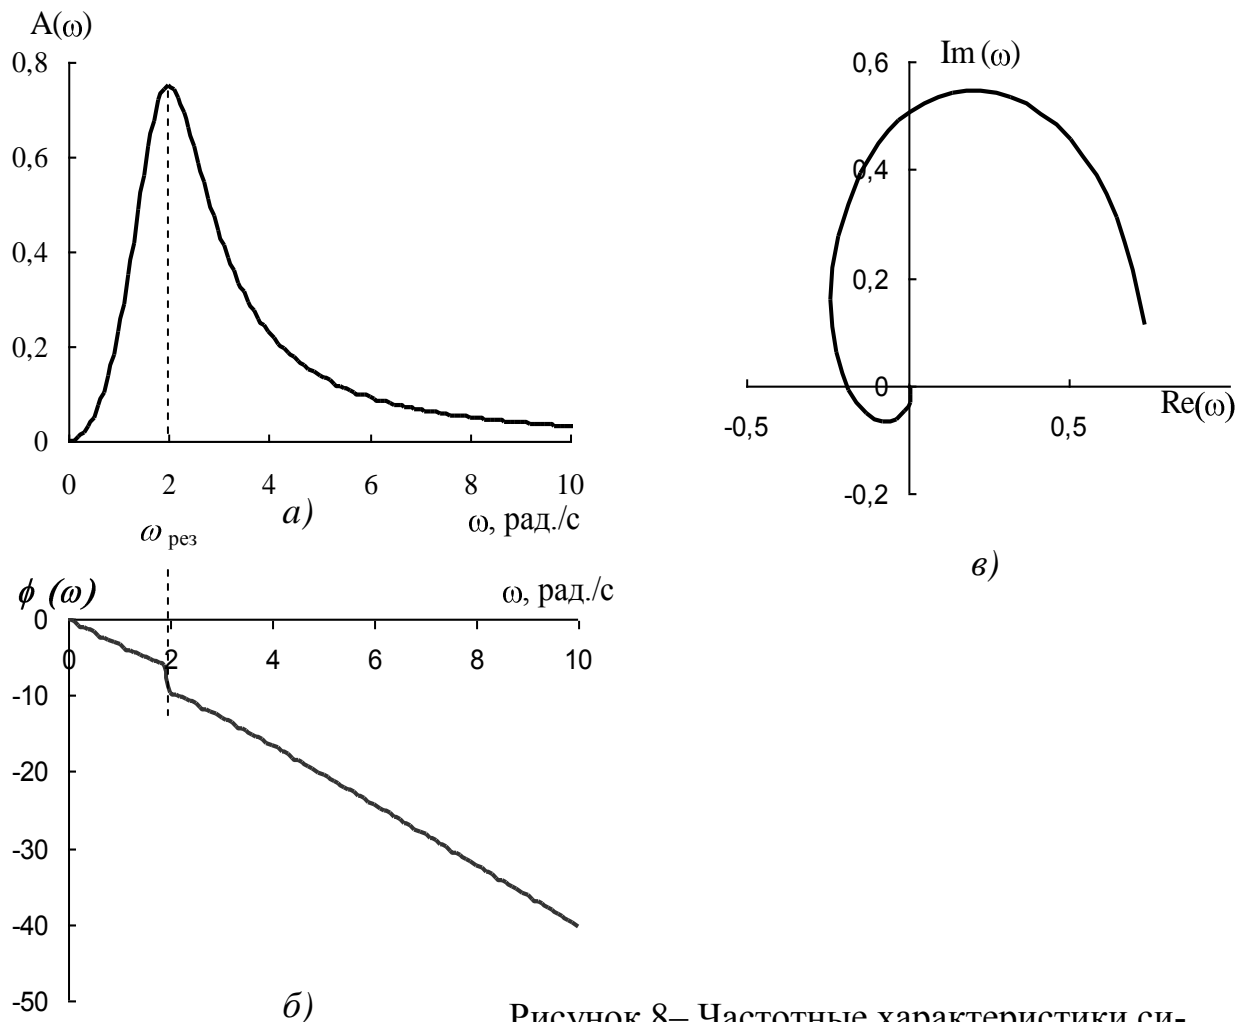 A(ω)
0,8
0,6
0,4
0,2
0
0 2 4 6 8 10
а)
ω, рад./с
ω рез
Im (ω)
0,6
0,4
0,2
0
-0,5 0,5
Re(ω)
-0,2
в)
ϕ (ω)
ω, рад./с
0
0 2 4 6 8 10
-10
-20
-30
-40
-50
б)
Рисунок 8– Частотные характеристики си-